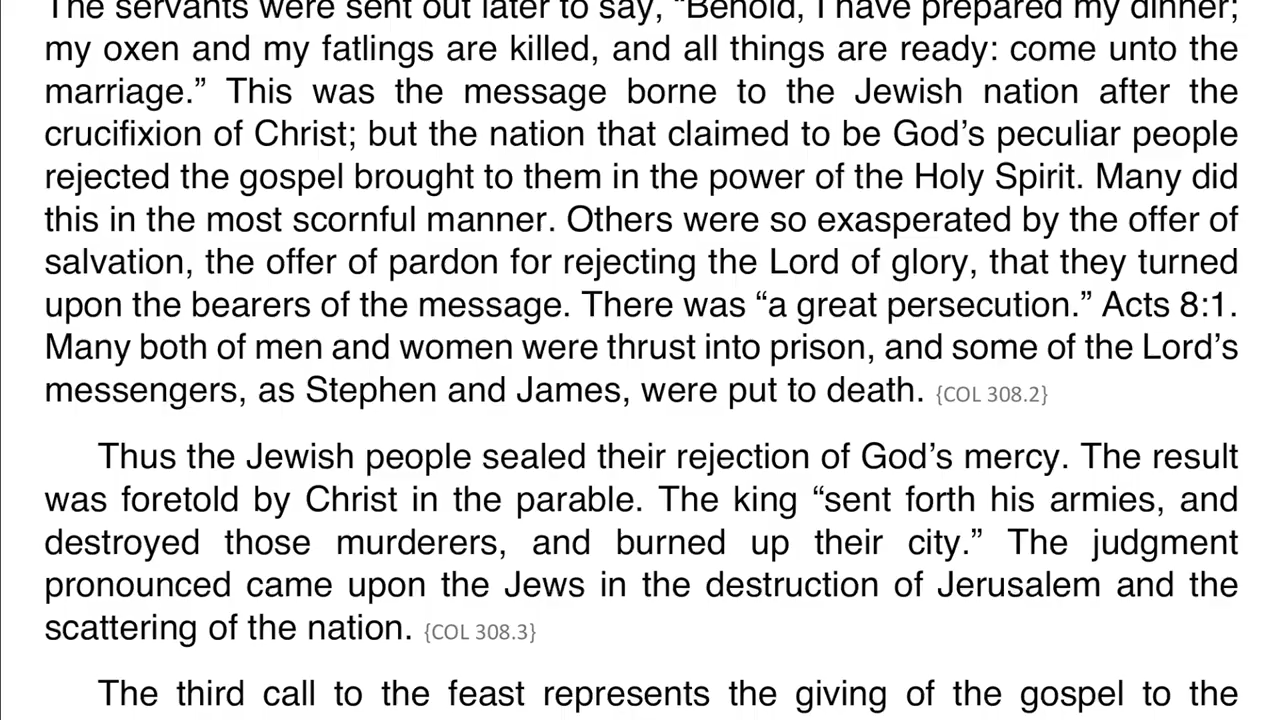 The servants were sent out later to say, “Behold, I have prepared my dinner;
my oxen and my fatlings are killed, and all things are ready: come unto the
marriage.” This was the message borne to the Jewish nation after the
crucifixion of Christ; but the nation that claimed to be God’s peculiar people
rejected the gospel brought to them in the power of the Holy Spirit. Many did
this in the most scornful manner. Others were so exasperated by the offer of
salvation, the offer of pardon for rejecting the Lord of glory, that they turned
upon the bearers of the message. There was “a great persecution.” Acts 8:1.
Many both of men and women were thrust into prison, and some of the Lord’s
messengers, as Stephen and James, were put to death. {COL 308.2}
Thus the Jewish people sealed their rejection of God’s mercy. The result
was foretold by Christ in the parable. The king “sent forth his armies, and
destroyed those murderers, and burned up their city.” The judgment
pronounced came upon the Jews in the destruction of Jerusalem and the
scattering of the nation. {COL 308.3}
The third call to the feast represents the giving of the gospel to the